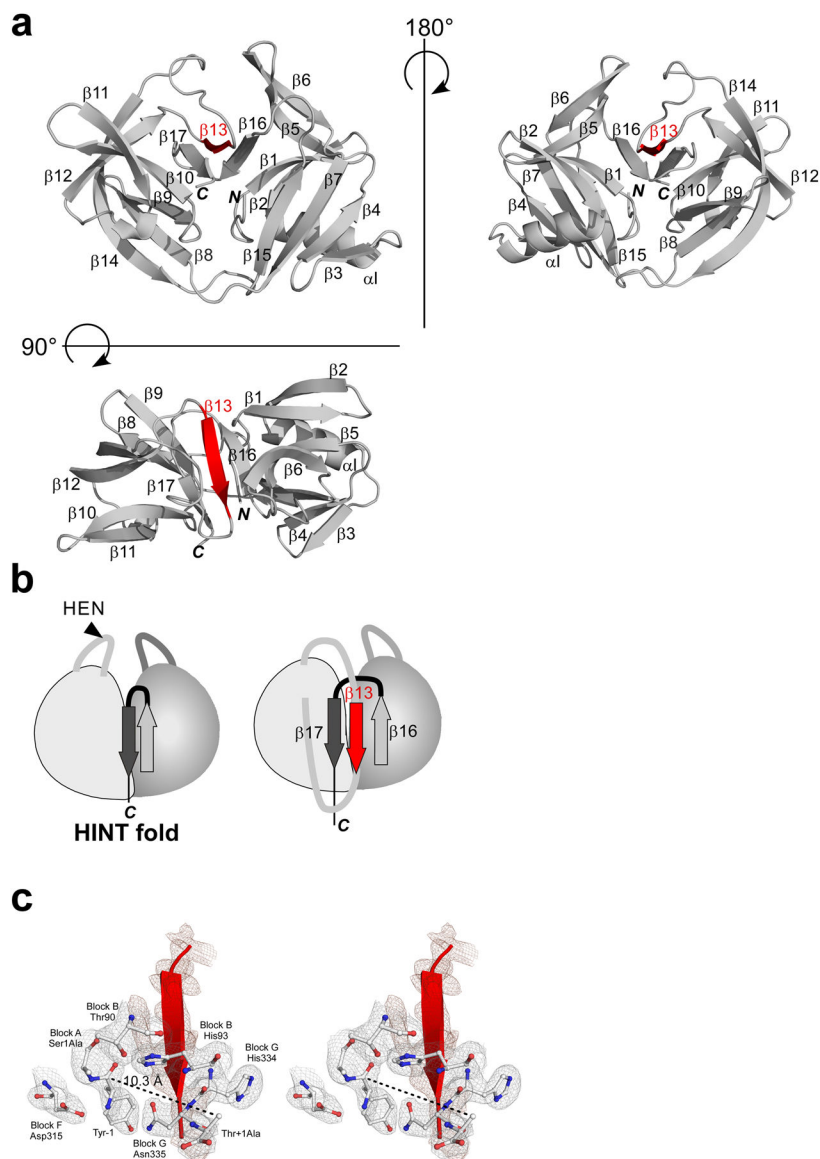 a
180°
β11
β6
β17
β13
β16
β5
β12
β10
C
N
β1
β7
β9
β2
β4
β14
β8
β15
β3
αI
β14
β6
β11
β2
β5
β16
β13
β7
β1
N
C
β10
β9
β12
β4
β8
αI
β15
90°
β2
β9
β13
β1
β8
β5
β16
αI
β12
β6
β17
β10
N
β4
β3
β11
C
b
HEN
β13
β17
β16
C
C
HINT fold
c
Block B
Thr90
Block A
Ser1Ala
Block B
His93
Block G
His334
10.3 Å
Block F
Asp315
Tyr-1
Block G
Asn335
Thr+1Ala